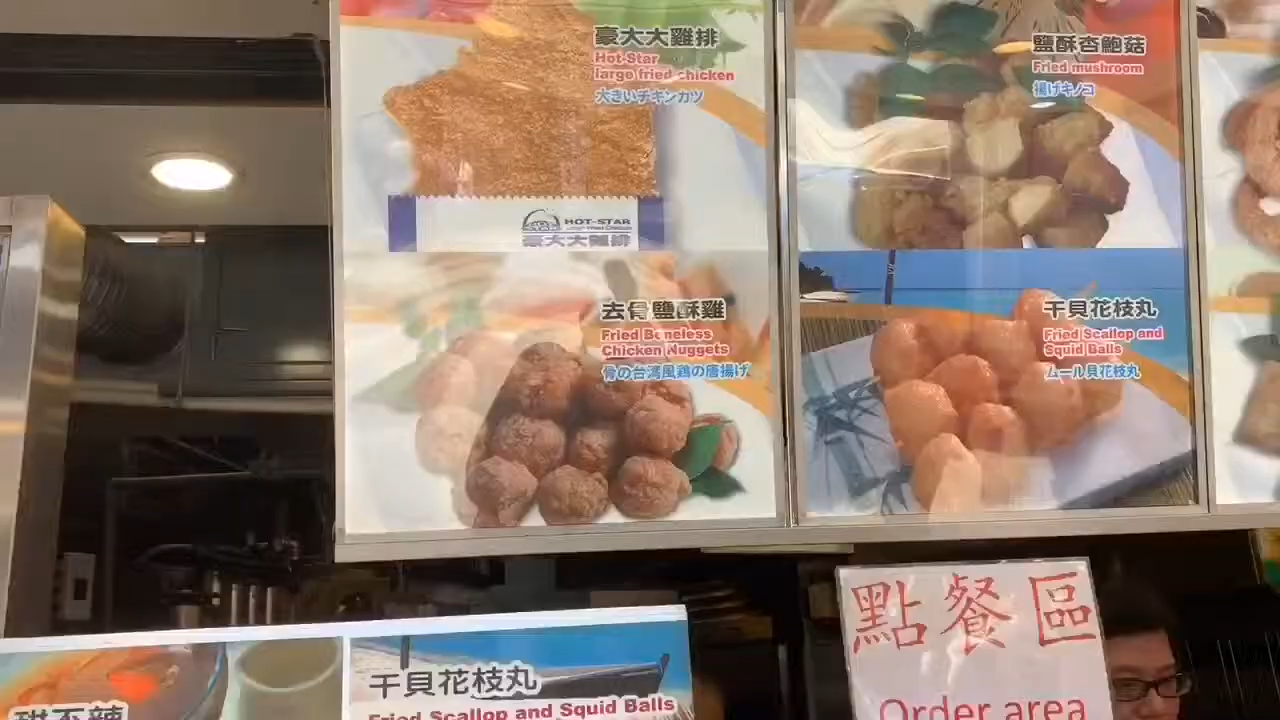 豪大大雞排
Hot-Star
large fried chicken
大きいチキンカツ
HOT-STAR
豪大大雞排
鹽酥杏鮑菇
Fried mushroom
揚げキノコ
去骨鹽酥雞
Fried Boneless
Chicken Nuggets
骨の台湾風鶏の唐揚げ
干貝花枝丸
Fried Scallop and
Squid Balls
ムール貝花枝丸
點餐區
Order area
甜不辣
干貝花枝丸
Fried Scallop and Squid Balls